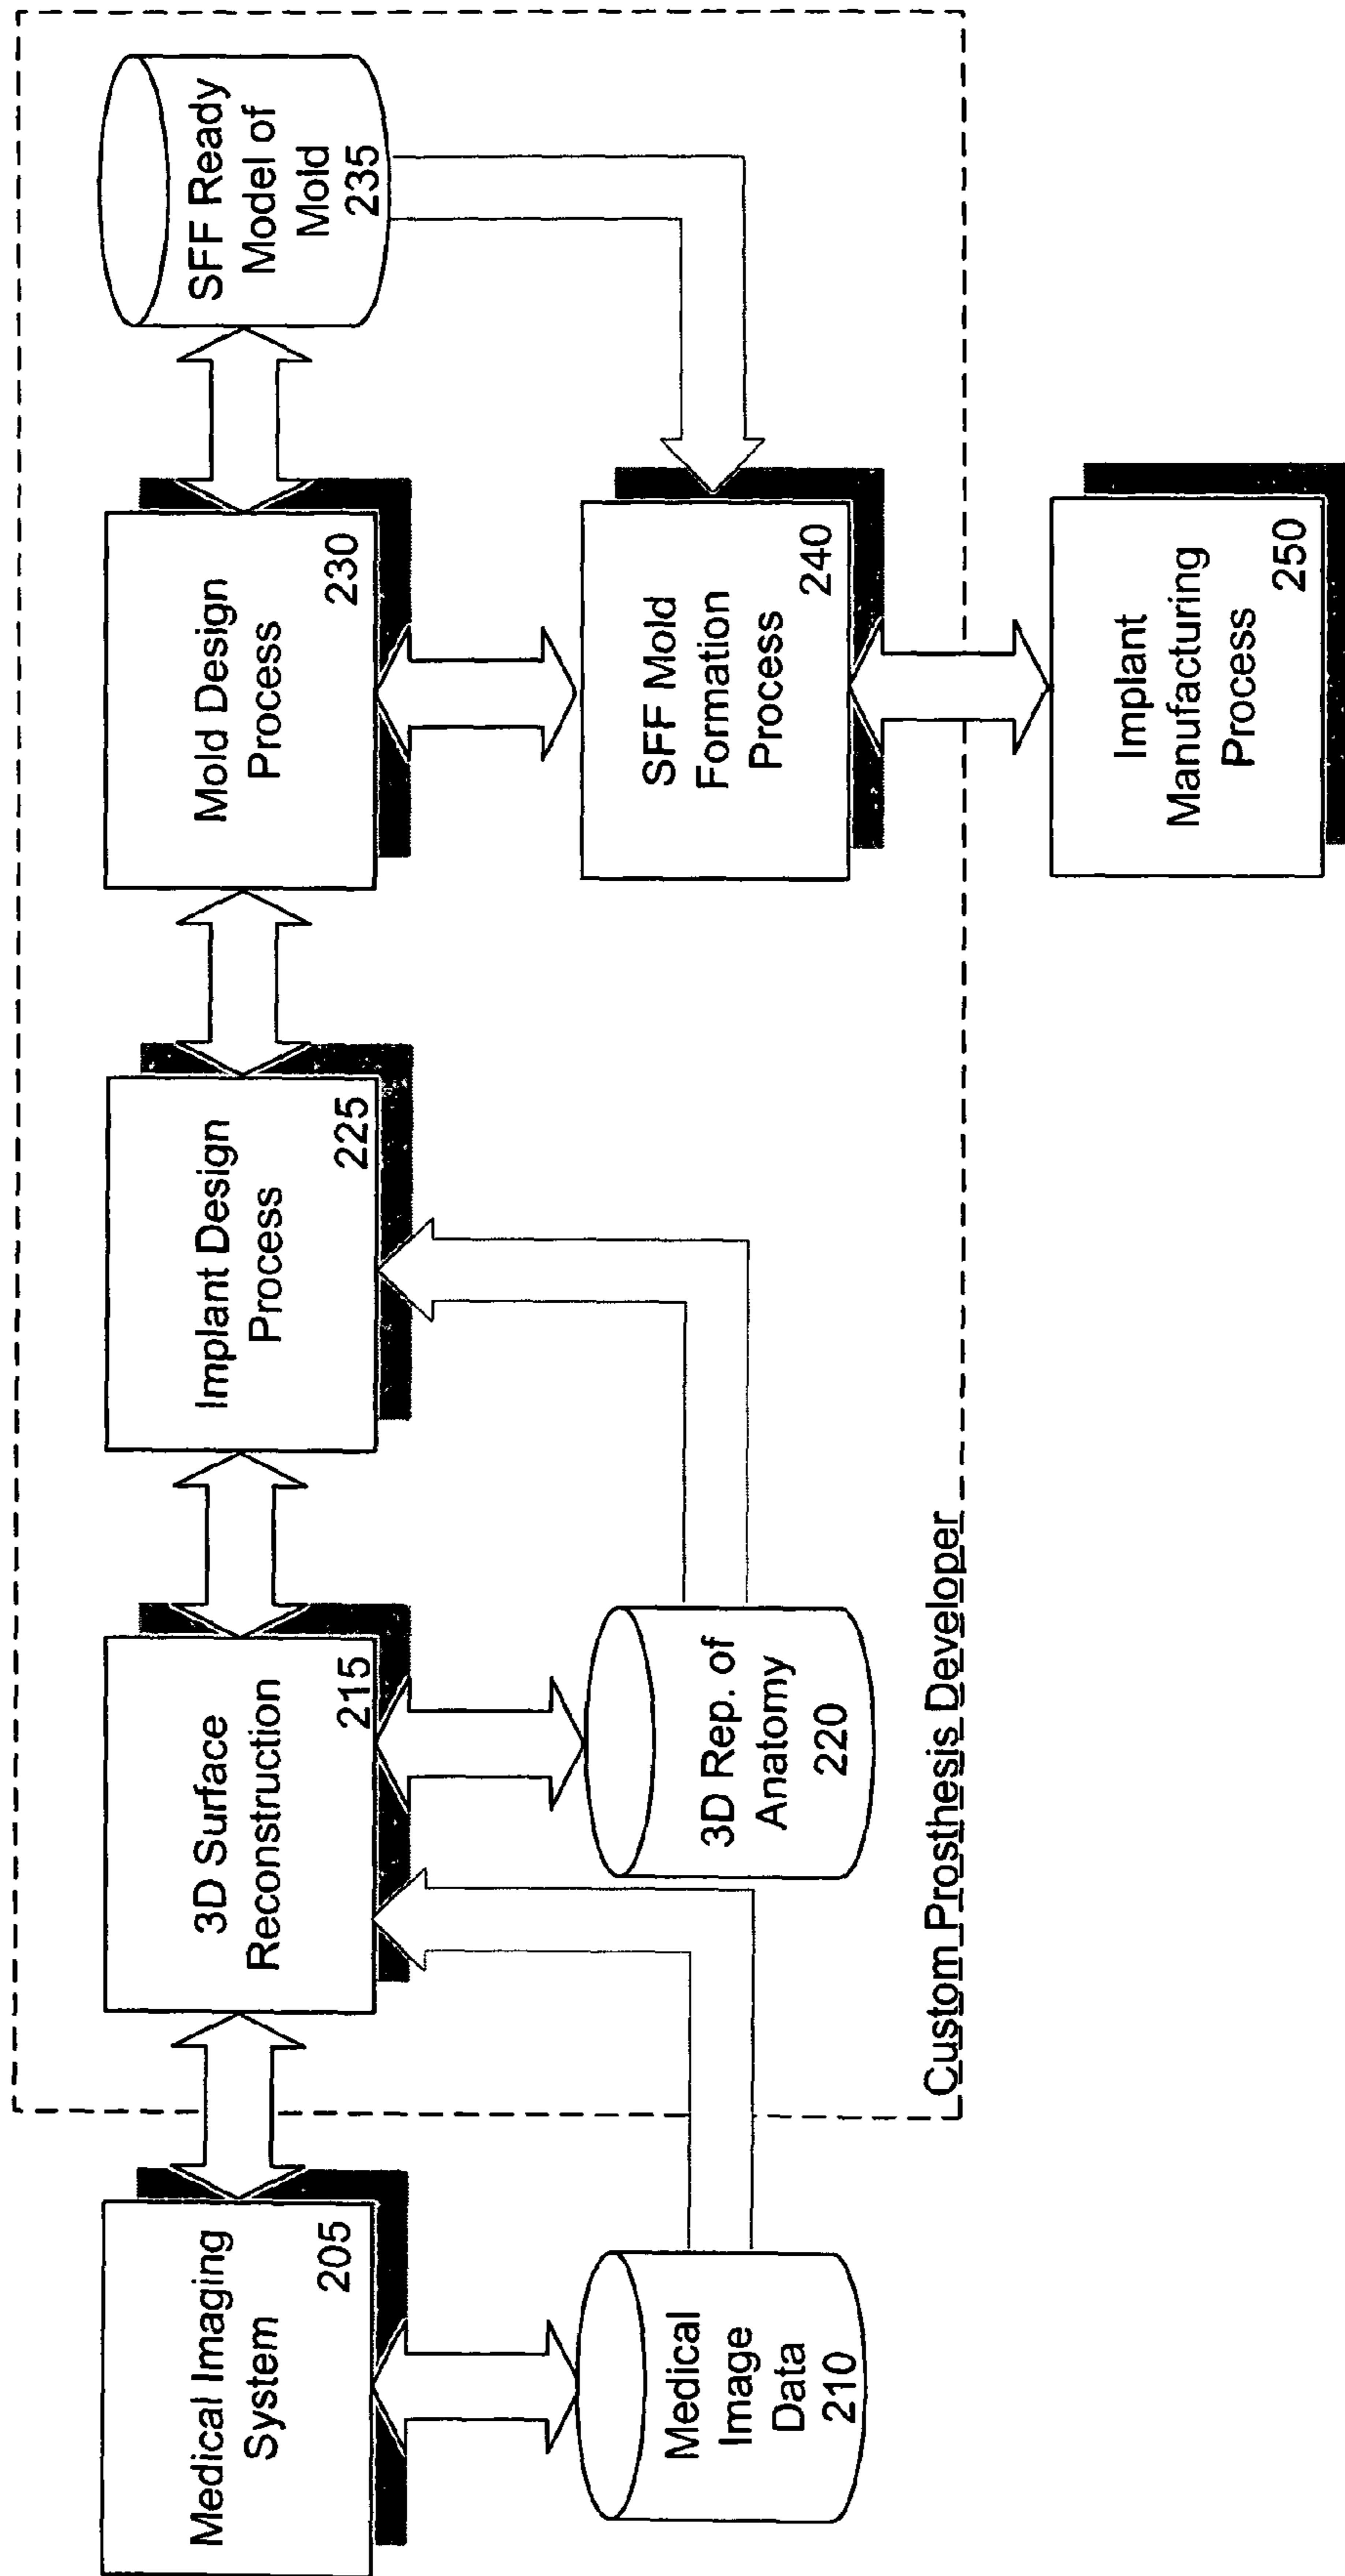 Medical Imaging
System
205
3D Surface
Reconstruction
215
Implant Design
Process
225
Mold Design
Process
230
SFF Ready
Model of
Mold
235
Medical
Image
Data
210
3D Rep. of
Anatomy
220
SFF Mold
Formation
Process
240
Custom Prosthesis Developer
Implant
Manufacturing
Process
250